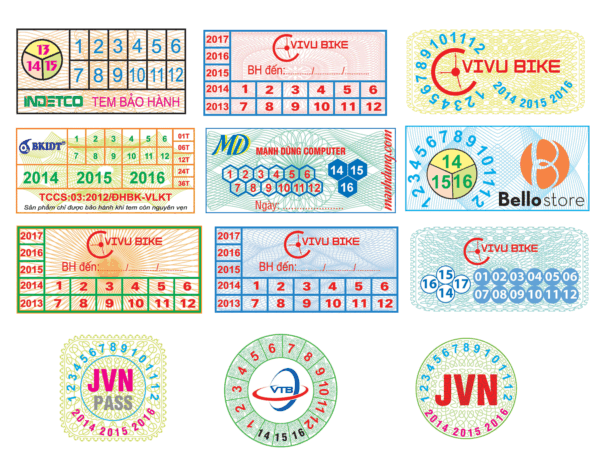 13
14 15
1 2 3 4 5 6
7 8 9 10 11 12
INDETCO TEM BẢO HÀNH
2017
2016
2015
2014
2013
VIVU BIKE
BH đến: ...../...../.....
1 2 3 4 5 6
7 8 9 10 11 12
1 2 3 4 5 6 7 8 9 10 11 12
VIVU BIKE
2014 2015 2016
BKIDT
1 2 3 4 5 6
7 8 9 10 11 12
01T
06T
12T
24T
36T
2014 2015 2016
TCCS:03:2012/ĐHBK-VLKT
Sản phẩm chỉ được bảo hành khi tem còn nguyên vẹn
MD MẠNH DŨNG COMPUTER
1 2 3 4 5 6
7 8 9 10 11 12
14 15
16
Ngày:
manhdung.com
1 2 3 4 5 6 7 8 9 10 11 12
14
15 16
B
Bello store
2017
2016
2015
2014
2013
VIVU BIKE
BH đến: ...../...../.....
1 2 3 4 5 6
7 8 9 10 11 12
2017
2016
2015
2014
2013
VIVU BIKE
BH đến: ...../...../.....
1 2 3 4 5 6
7 8 9 10 11 12
VIVU BIKE
15
16 17
14
01 02 03 04 05 06
07 08 09 10 11 12
1 2 3 4 5 6 7 8 9 10 11 12
JVN
PASS
2014 2015 2016
1 2 3 4 5 6 7 8 9 10 11 12
VTB
14 15 16
1 2 3 4 5 6 7 8 9 10 11 12
JVN
2014 2015 2016